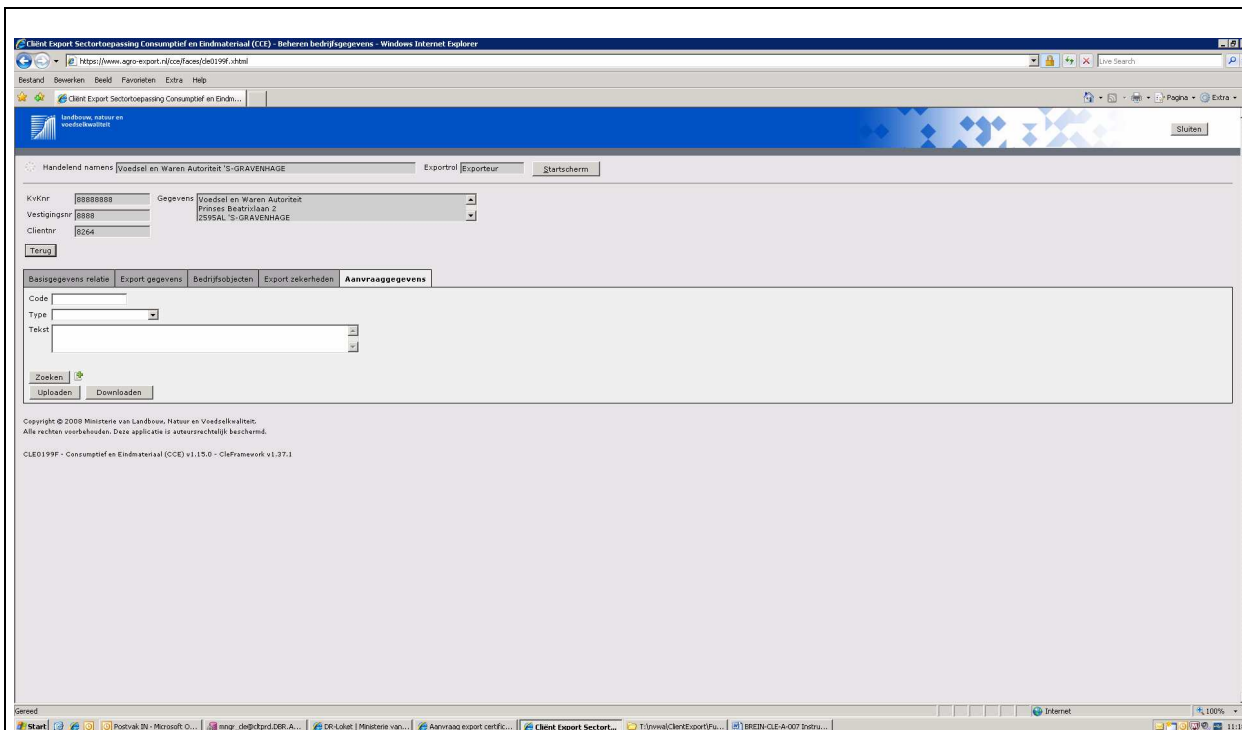 Cliënt Export Sectortoepassing Consumptief en Eindmateriaal (CCE) - Beheren bedrijfsgegevens - Windows Internet Explorer
https://www.agro-export.nl/cce/faces/cle0199f.xhtml
Live Search
Bestand Bewerken Beeld Favorieten Extra Help
Cliënt Export Sectortoepassing Consumptief en Eindm...
Pagina Extra
landbouw, natuur en
voedselkwaliteit
Sluiten
Handelend namens Voedsel en Waren Autoriteit 'S-GRAVENHAGE Exportrol Exporteur Startscherm
KvKnr 88888888 Gegevens Voedsel en Waren Autoriteit
Prinses Beatrixlaan 2
Vestigingsnr 8888 2595AL 'S-GRAVENHAGE
Clientnr 8264
Terug
Basisgegevens relatie Export gegevens Bedrijfsobjecten Export zekerheden Aanvraaggegevens
Code
Type
Tekst
Zoeken
Uploaden Downloaden
Copyright © 2008 Ministerie van Landbouw, Natuur en Voedselkwaliteit.
Alle rechten voorbehouden. Deze applicatie is auteursrechtelijk beschermd.
CLE0199F - Consumptief en Eindmateriaal (CCE) v1.15.0 - CleFramework v1.37.1
Gereed Internet 100%
Start Postvak IN - Microsoft O... mngr_cle@cltprd.DBR.A... DR-Loket | Ministerie van... Aanvraag export certific... Cliënt Export Sectort... T:\nvwa\ClientExport\Fu... BREIN-CLE-A-007 Instru...